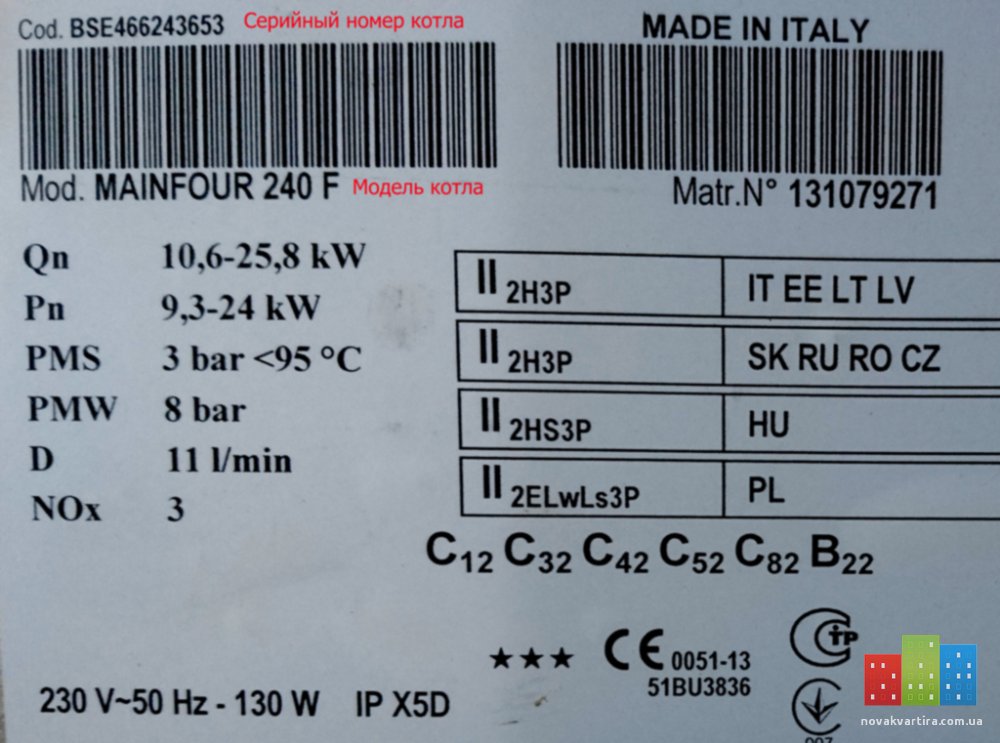 Cod. BSE466243653 Серийный номер котла
MADE IN ITALY
Mod. MAINFOUR 240 F Модель котла
Matr.N° 131079271
Qn 10,6-25,8 kW
Pn 9,3-24 kW
PMS 3 bar <95 °C
PMW 8 bar
D 11 l/min
NOx 3
II 2H3P IT EE LT LV
II 2H3P SK RU RO CZ
II 2HS3P HU
II 2ELwLs3P PL
C12 C32 C42 C52 C82 B22
★★★ CE 0051-13
51BU3836
230 V~50 Hz - 130 W IP X5D
novakvartira.com.ua